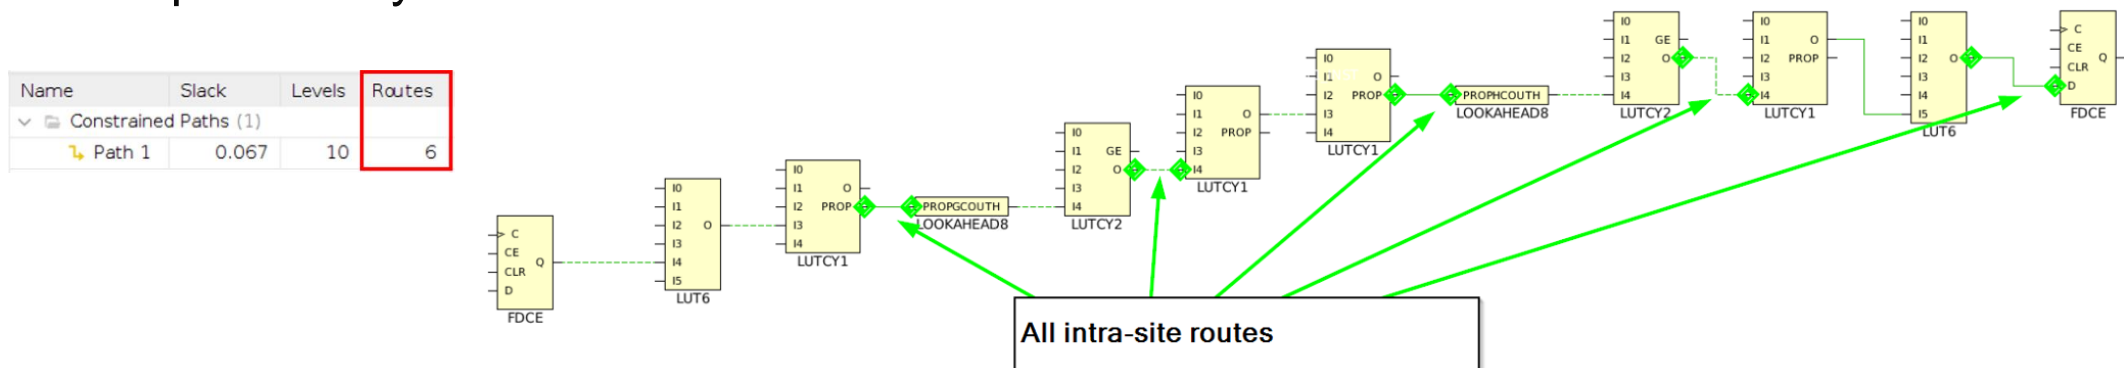 Name Slack Levels Routes
Constrained Paths (1)
Path 1 0.067 10 6
C
CE
CLR
D
Q
FDCE
I0
I1
I2
I3
I4
I5
O
LUT6
I0
I1
I2
I3
I4
O
PROP
LUTCY1
PROPGCOUTH
LOOKAHEAD8
I0
I1
I2
I3
I4
GE
O
LUTCY2
I0
I1
I2
I3
I4
O
PROP
LUTCY1
I0
I1
I2
I3
I4
O
PROP
LUTCY1
PROPHCOUTH
LOOKAHEAD8
I0
I1
I2
I3
I4
GE
O
LUTCY2
I0
I1
I2
I3
I4
O
PROP
LUTCY1
I0
I1
I2
I3
I4
I5
O
LUT6
C
CE
CLR
D
Q
FDCE
All intra-site routes